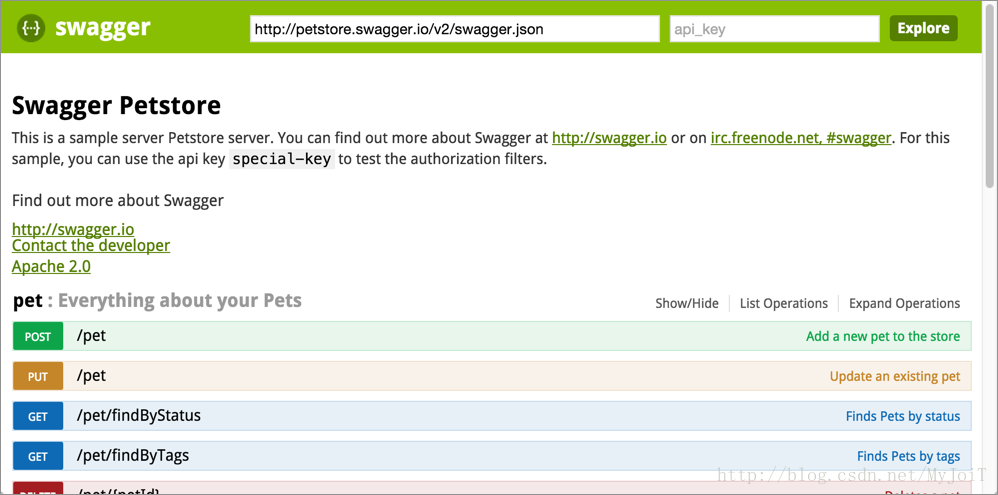 {··} swagger http://petstore.swagger.io/v2/swagger.json api_key Explore
Swagger Petstore
This is a sample server Petstore server. You can find out more about Swagger at http://swagger.io or on irc.freenode.net, #swagger. For this
sample, you can use the api key special-key to test the authorization filters.
Find out more about Swagger
http://swagger.io
Contact the developer
Apache 2.0
pet : Everything about your Pets Show/Hide List Operations Expand Operations
POST /pet Add a new pet to the store
PUT /pet Update an existing pet
GET /pet/findByStatus Finds Pets by status
GET /pet/findByTags Finds Pets by tags
http://blog.csdn.net/MyJoiT
DELETE /pet/{petId} Deletes a pet